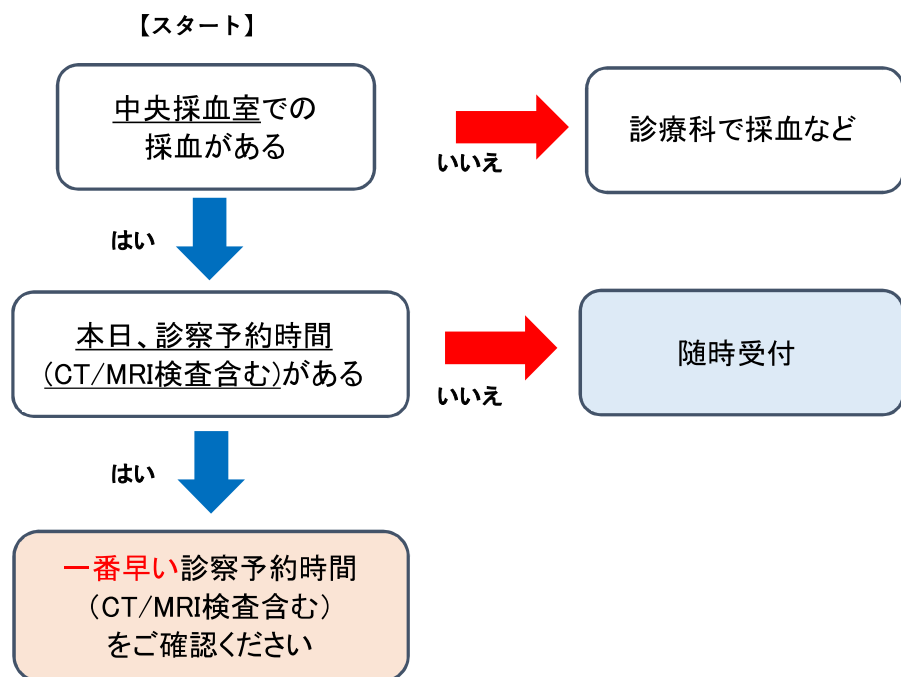 【スタート】
中央採血室での
採血がある
いいえ
診療科で採血など
はい
本日、診察予約時間
(CT/MRI検査含む)がある
いいえ
随時受付
はい
一番早い診察予約時間
（CT/MRI検査含む）
をご確認ください